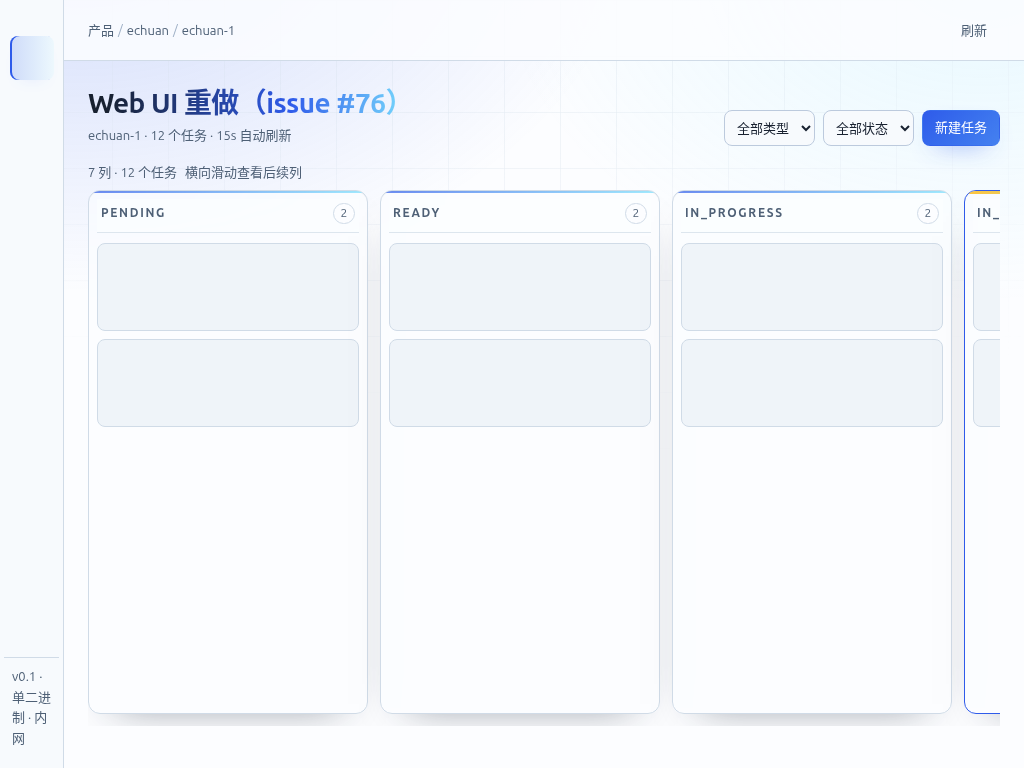 产品 / echuan / echuan-1
刷新
Web UI 重做（issue #76）
echuan-1 · 12 个任务 · 15s 自动刷新
全部类型
全部状态
新建任务
7 列 · 12 个任务 横向滑动查看后续列
PENDING 2
READY 2
IN_PROGRESS 2
IN_
v0.1 ·
单二进
制 · 内
网